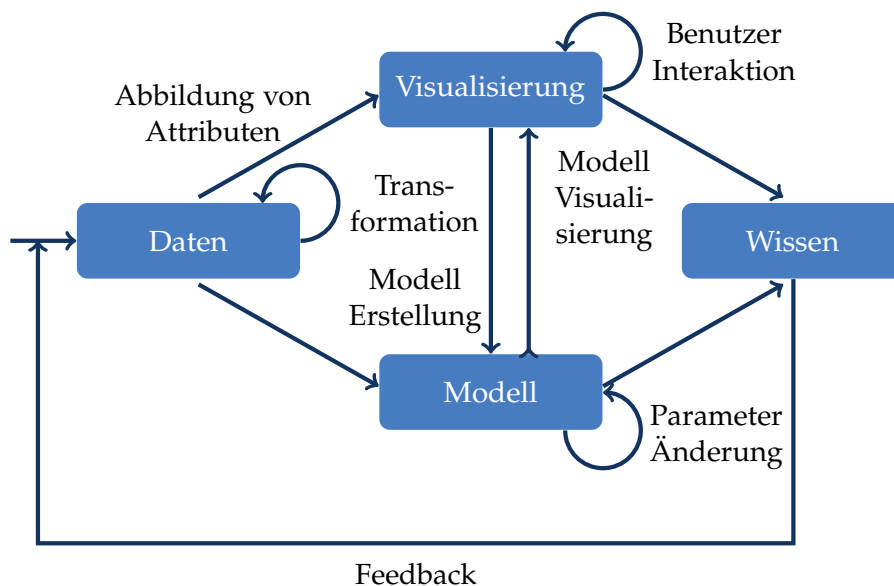 Benutzer
Interaktion
Visualisierung
Abbildung von
Attributen
Trans-
formation
Modell
Visuali-
sierung
Daten
Wissen
Modell
Erstellung
Modell
Parameter
Änderung
Feedback